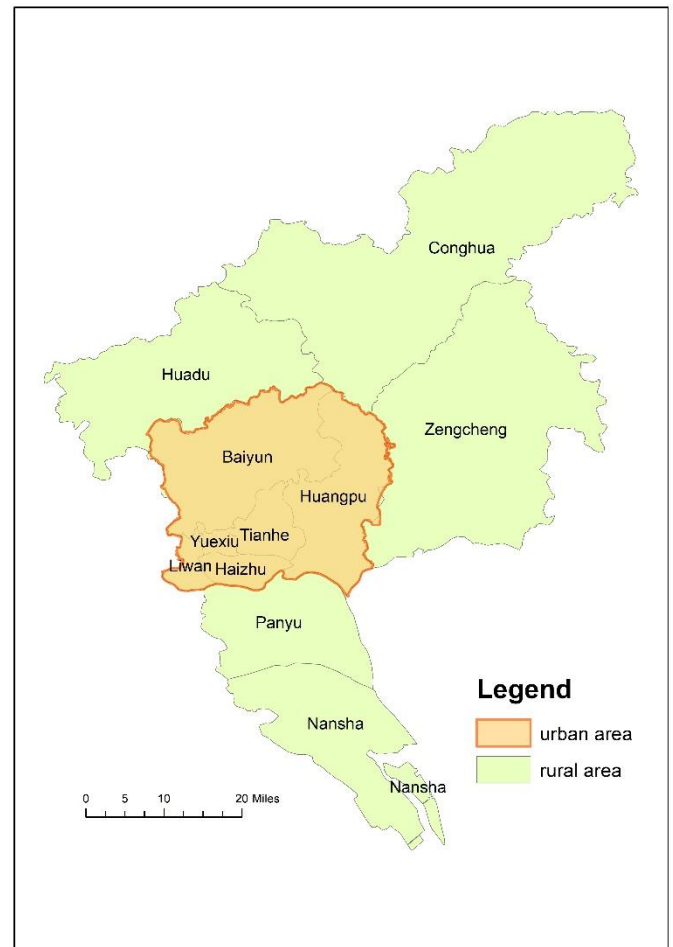 Conghua
Huadu
Zengcheng
Baiyun
Huangpu
Yuexiu
Tianhe
Liwan
Haizhu
Panyu
Legend
Nansha
urban area
rural area
Nansha
0 5 10 20 Miles